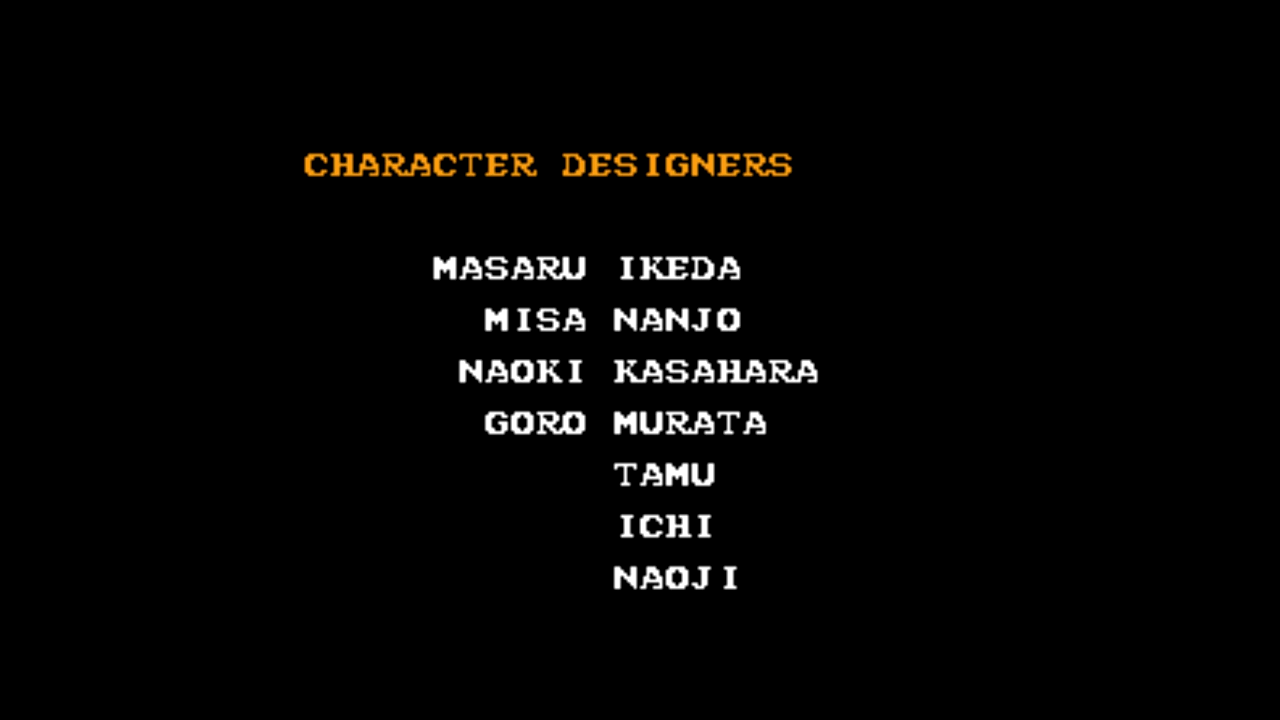 CHARACTER DESIGNERS
MASARU IKEDA
MISA NANJO
NAOKI KASAHARA
GORO MURATA
TAMU
ICHI
NAOJI